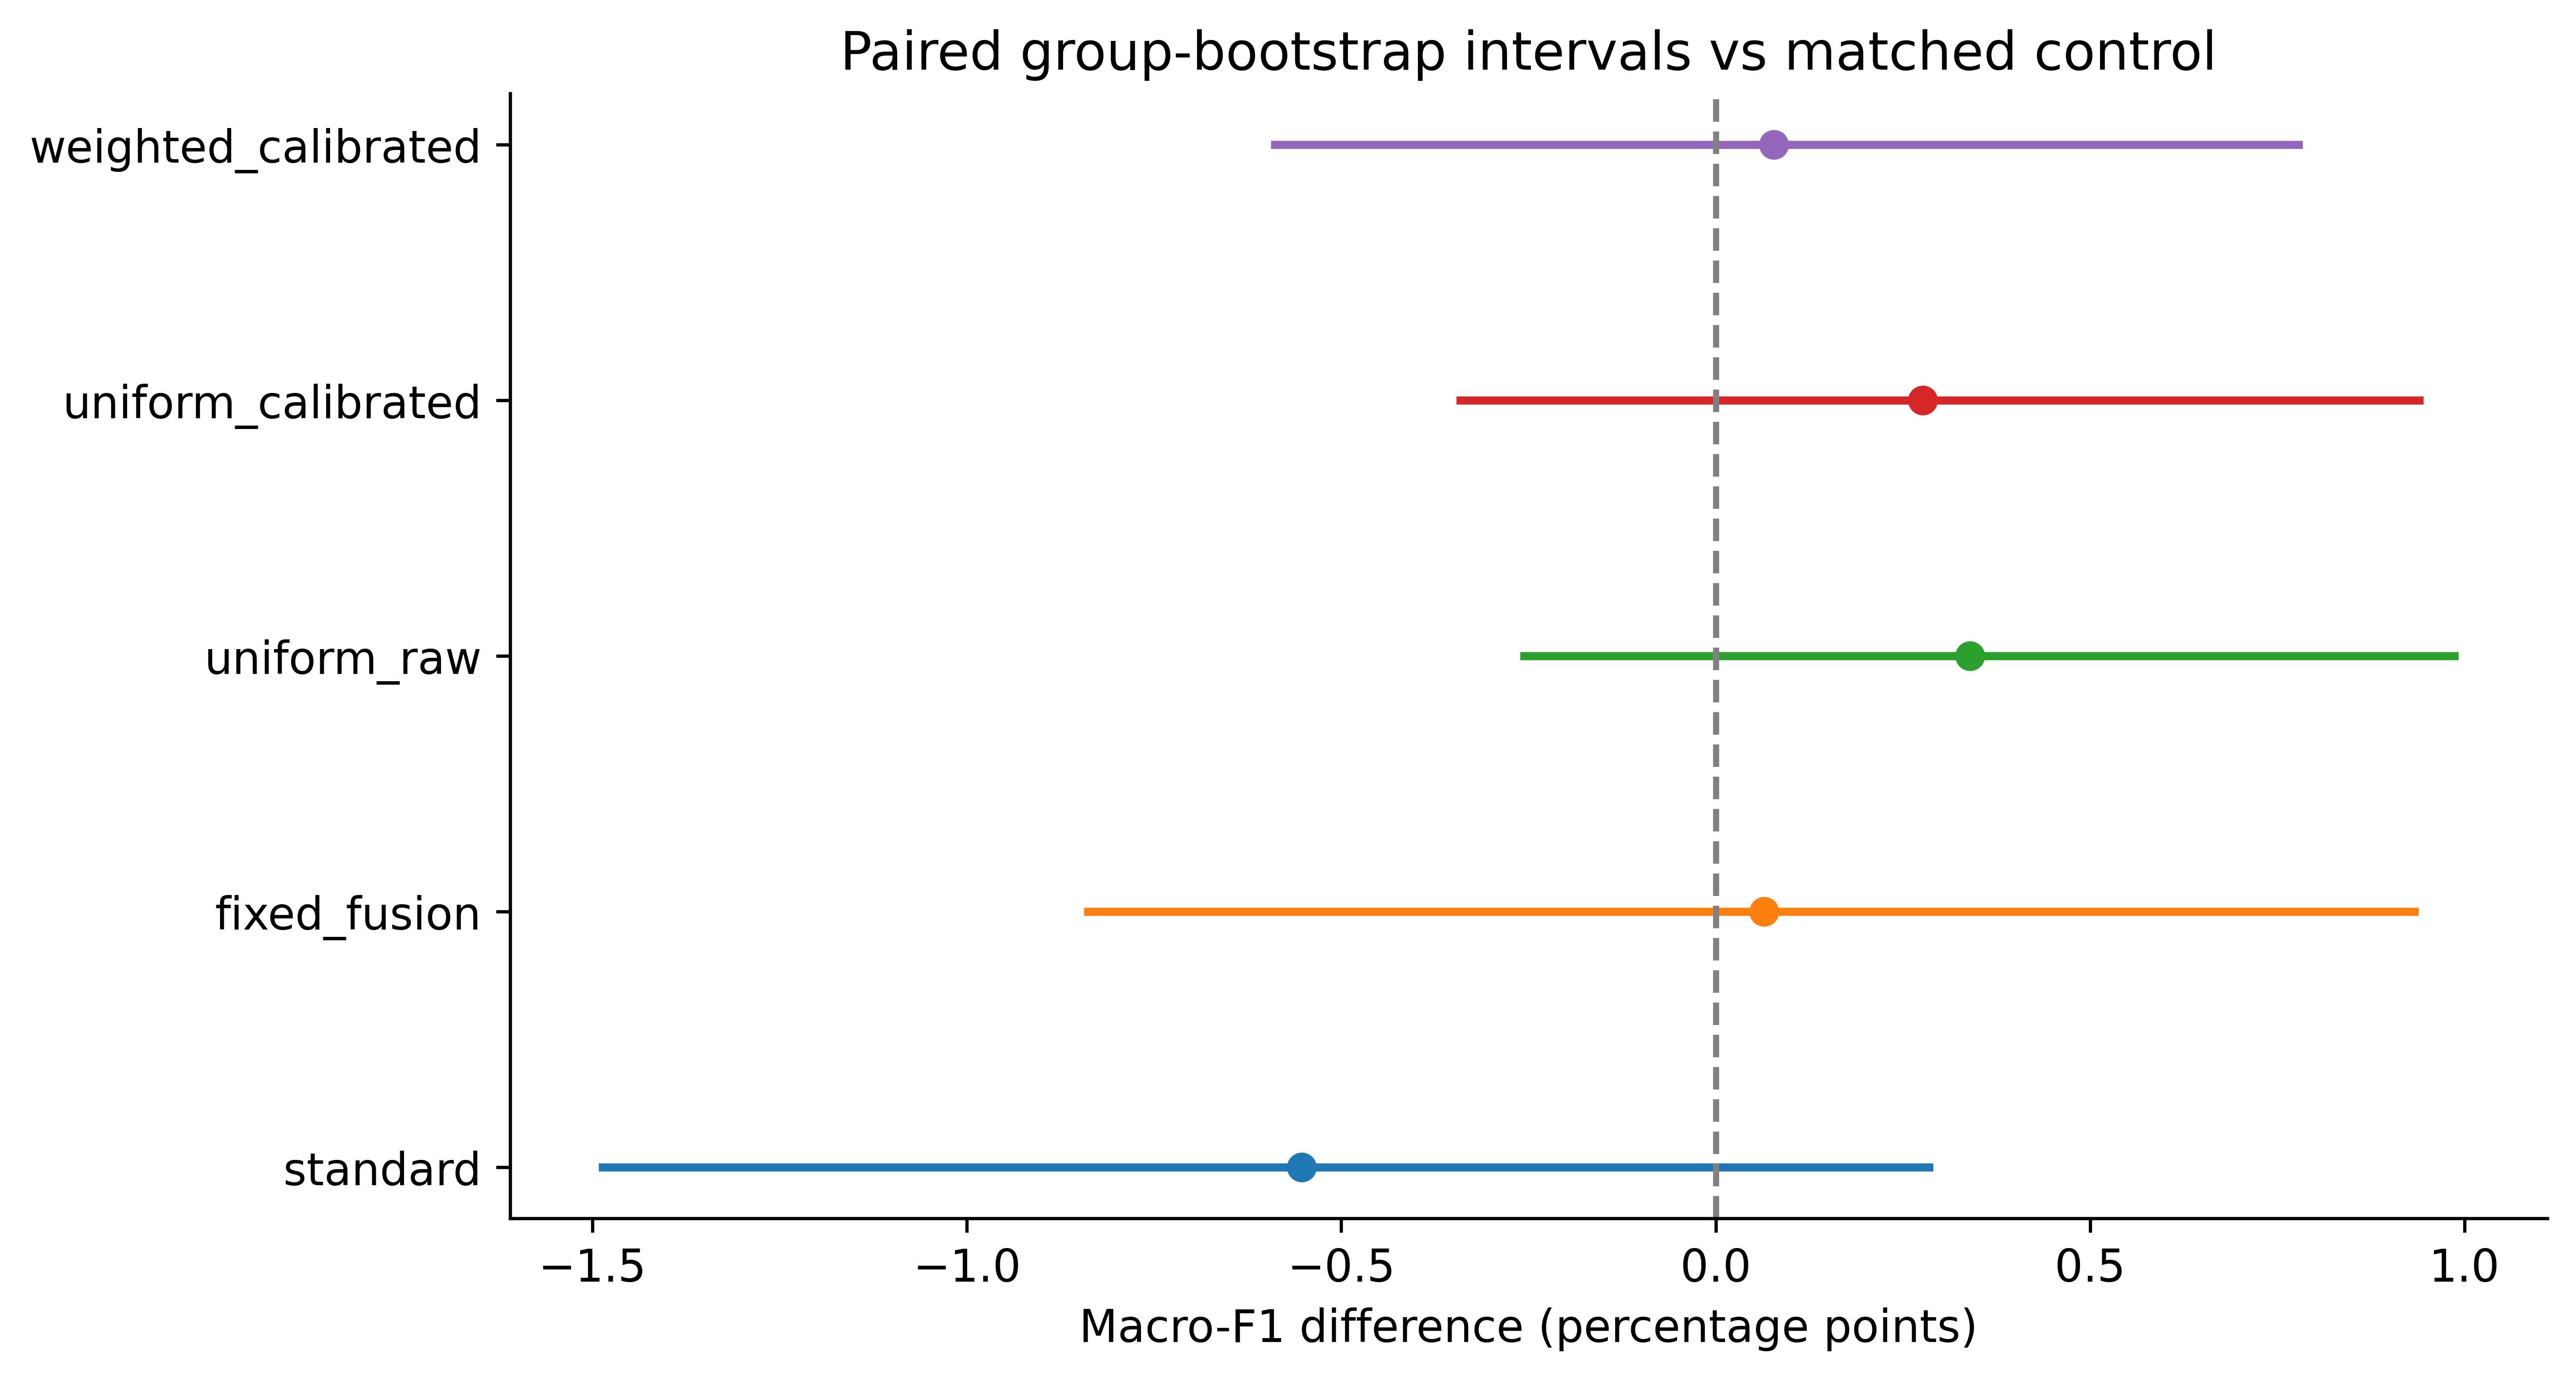 Paired group-bootstrap intervals vs matched control
weighted_calibrated
uniform_calibrated
uniform_raw
fixed_fusion
standard
−1.5 −1.0 −0.5 0.0 0.5 1.0
Macro-F1 difference (percentage points)